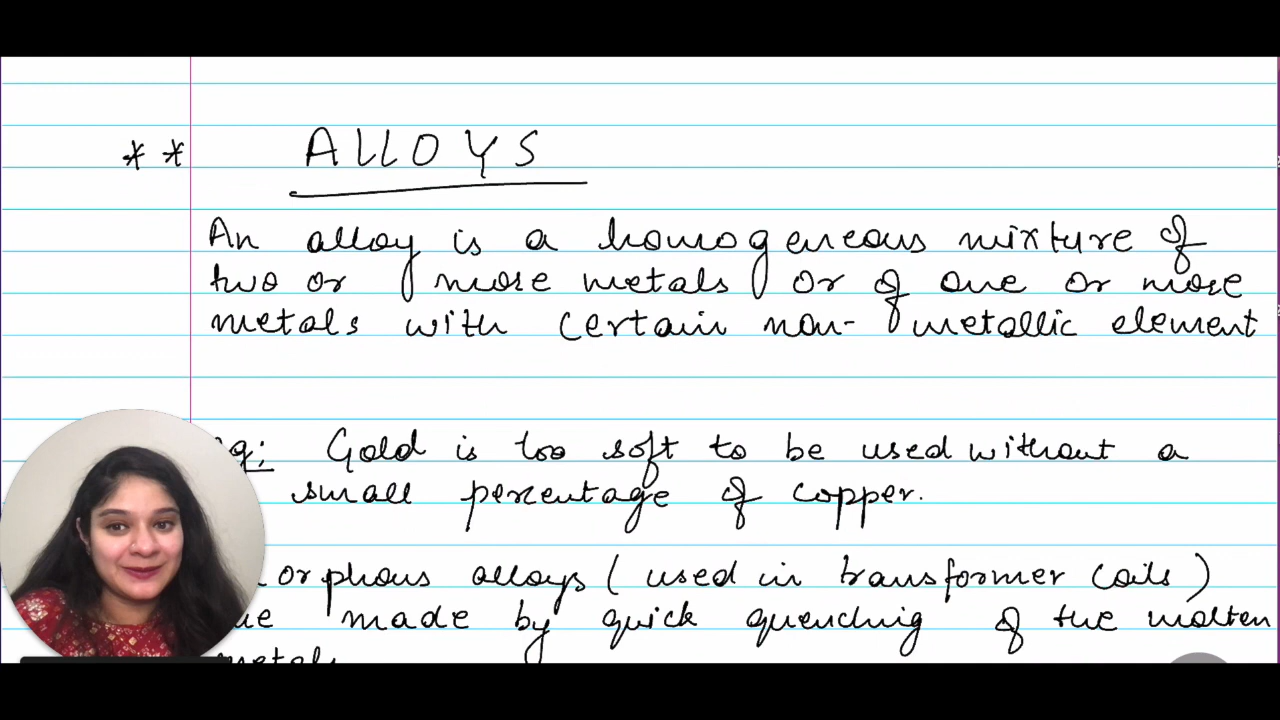 ** ALLOYS
An alloy is a homogeneous mixture of
two or more metals or of one or more
metals with certain non-metallic element
eg: Gold is too soft to be used without a
small percentage of copper.
orphous alloys (used in transformer coils)
made by quick quenching of the molten
metal